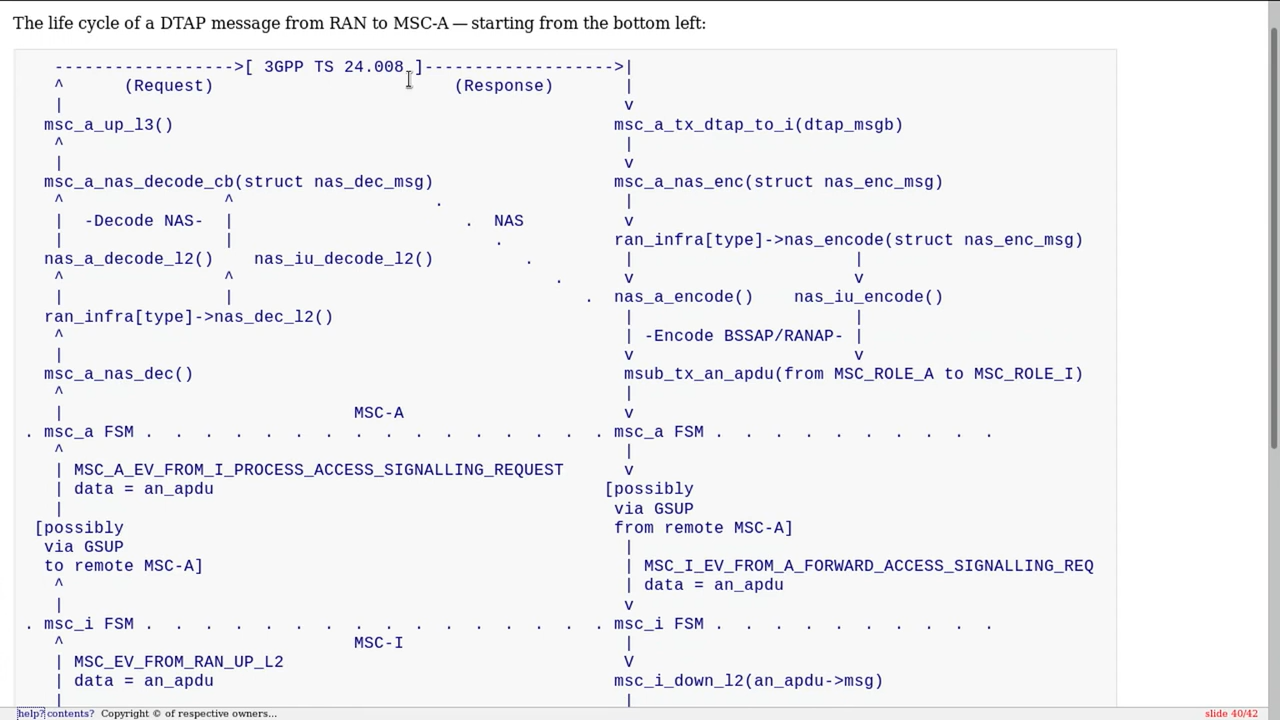 The life cycle of a DTAP message from RAN to MSC-A — starting from the bottom left:
    ------------------>[ 3GPP TS 24.008 ]------------------->|
    ^      (Request)                        (Response)       |
    |                                                        v
   msc_a_up_l3()                                            msc_a_tx_dtap_to_i(dtap_msgb)
    ^                                                        |
    |                                                        v
   msc_a_nas_decode_cb(struct nas_dec_msg)                  msc_a_nas_enc(struct nas_enc_msg)
    ^                ^                    .                  |
    |  -Decode NAS-  |                       .  NAS          v
    |                |                          .           ran_infra[type]->nas_encode(struct nas_enc_msg)
   nas_a_decode_l2()    nas_iu_decode_l2()         .         |                      |
    ^                ^                                .      v                      v
    |                |                                   .  nas_a_encode()    nas_iu_encode()
   ran_infra[type]->nas_dec_l2()                             |                      |
    ^                                                        | -Encode BSSAP/RANAP- |
    |                                                        v                      v
   msc_a_nas_dec()                                           msub_tx_an_apdu(from MSC_ROLE_A to MSC_ROLE_I)
    ^                                                        |
    |                             MSC-A                      v
 . msc_a FSM .  .  .  .  .  .  .  .  .  .  .  .  .  .  .  . msc_a FSM .  .  .  .  .  .  .  .  .  .
    ^                                                        |
    | MSC_A_EV_FROM_I_PROCESS_ACCESS_SIGNALLING_REQUEST      v
    | data = an_apdu                                       [possibly
    |                                                       via GSUP
  [possibly                                                 from remote MSC-A]
   via GSUP                                                  |
   to remote MSC-A]                                          | MSC_I_EV_FROM_A_FORWARD_ACCESS_SIGNALLING_REQ
    ^                                                        | data = an_apdu
    |                                                        v
 . msc_i FSM .  .  .  .  .  .  .  .  .  .  .  .  .  .  .  . msc_i FSM .  .  .  .  .  .  .  .  .  .
    ^                             MSC-I                      |
    | MSC_EV_FROM_RAN_UP_L2                                  V
    | data = an_apdu                                        msc_i_down_l2(an_apdu->msg)
    |                                                        |
help? contents? Copyright © of respective owners... slide 40/42